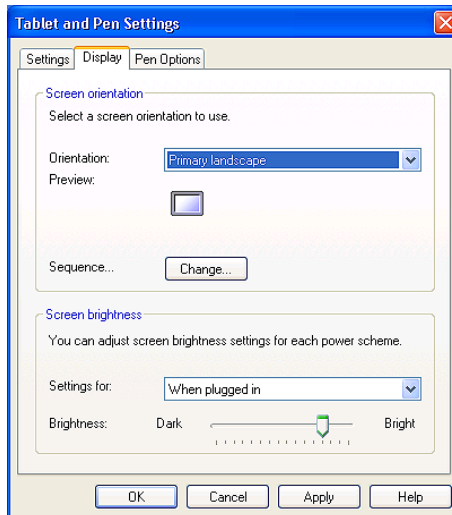 Tablet and Pen Settings
Settings Display Pen Options
Screen orientation
Select a screen orientation to use.
Orientation: Primary landscape
Preview:
Sequence... Change...
Screen brightness
You can adjust screen brightness settings for each power scheme.
Settings for: When plugged in
Brightness: Dark Bright
OK Cancel Apply Help